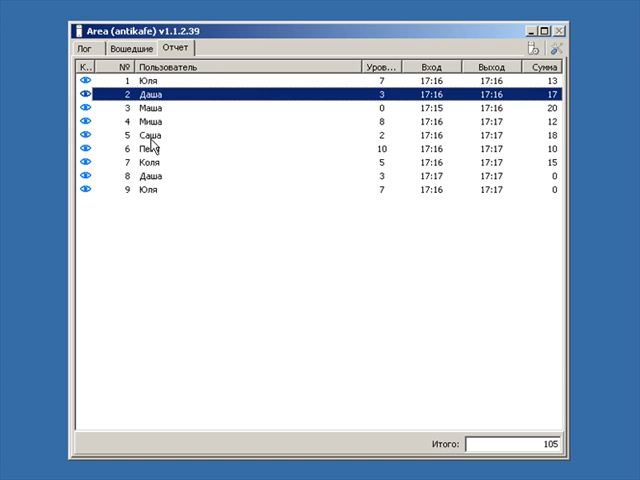 Area (antikafe) v1.1.2.39
Лог Вошедшие Отчет
К.. № Пользователь Уров... Вход Выход Сумма
1 Юля 7 17:16 17:16 13
2 Даша 3 17:16 17:16 17
3 Маша 0 17:15 17:16 20
4 Миша 8 17:16 17:17 12
5 Саша 2 17:16 17:17 18
6 10 17:16 17:17 10
7 Коля 5 17:16 17:17 15
8 Даша 3 17:17 17:17 0
9 Юля 7 17:16 17:17 0
Итого: 105